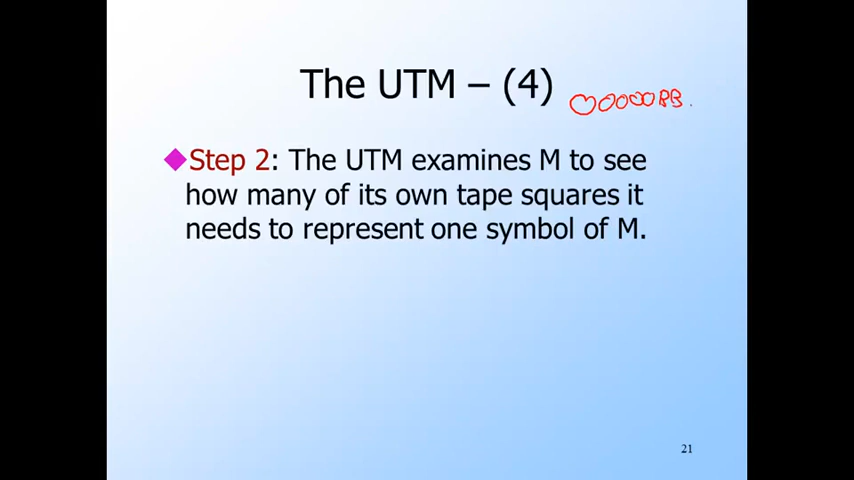 The UTM – (4)
00000BB.
Step 2: The UTM examines M to see
how many of its own tape squares it
needs to represent one symbol of M.
21